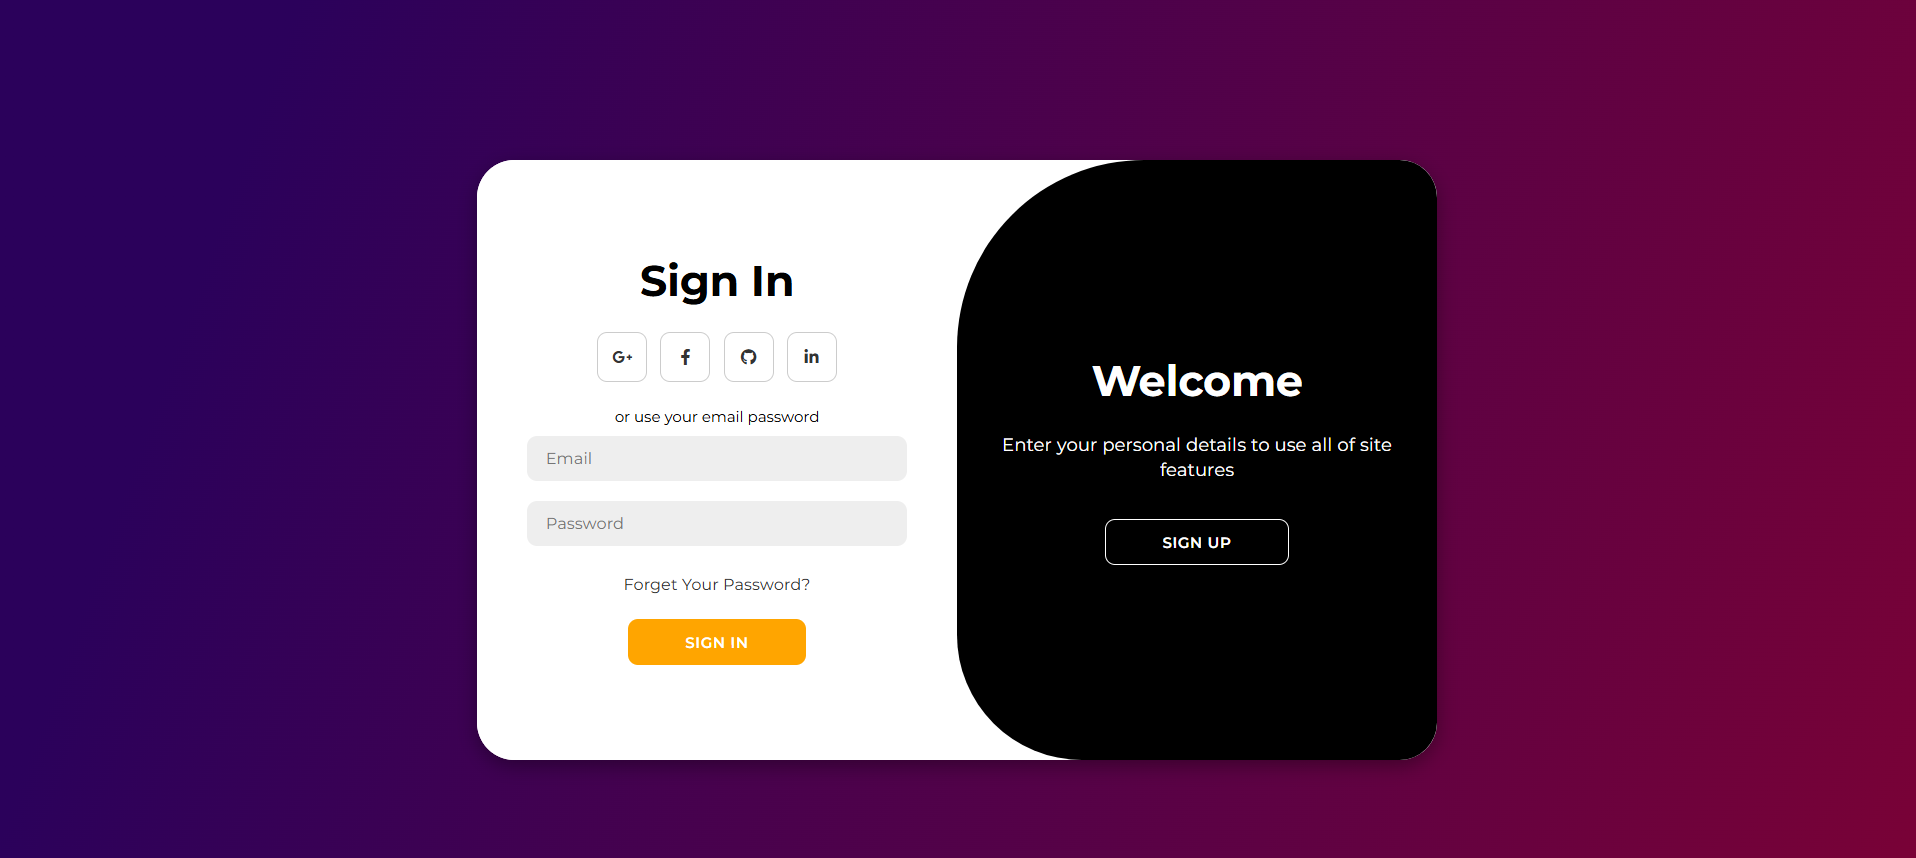 Sign In
G+
f
in
or use your email password
Email
Password
Forget Your Password?
SIGN IN
Welcome
Enter your personal details to use all of site
features
SIGN UP